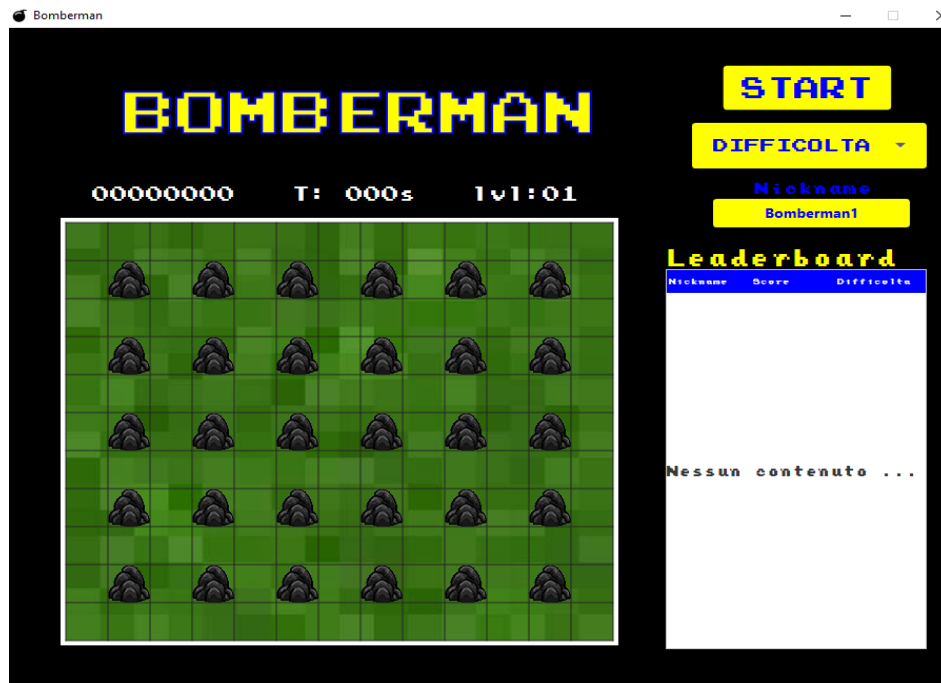 Bomberman
BOMBERMAN
START
DIFFICOLTA
00000000 T: 000s lvl:01
Nickname
Bomberman1
Leaderboard
Nickname Score Difficolta
Nessun contenuto ...